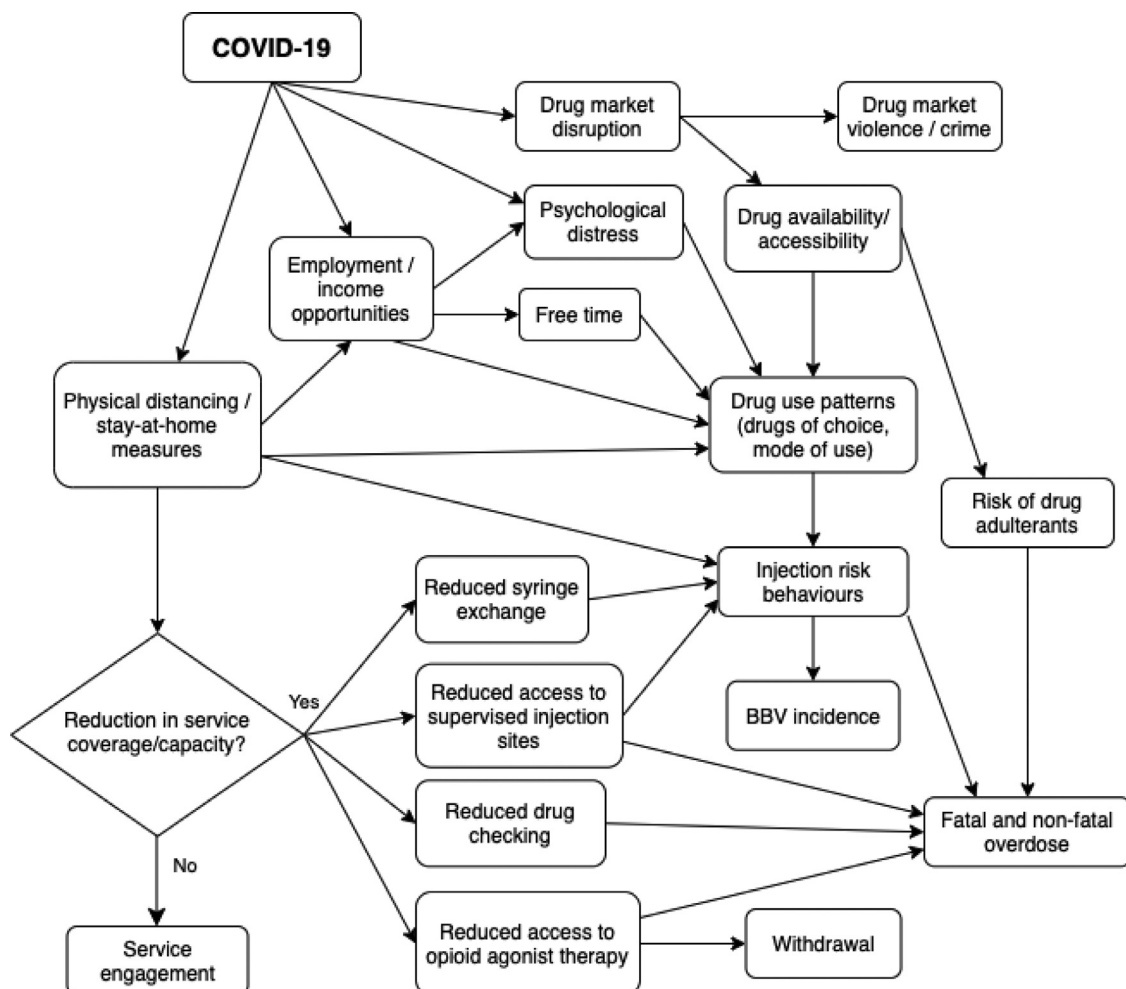 COVID-19
Drug market
disruption
Drug market
violence / crime
Psychological
distress
Drug availability/
accessibility
Employment /
income
opportunities
Free time
Physical distancing /
stay-at-home
measures
Drug use patterns
(drugs of choice,
mode of use)
Risk of drug
adulterants
Reduced syringe
exchange
Injection risk
behaviours
Yes
Reduction in service
coverage/capacity?
Reduced access to
supervised injection
sites
BBV incidence
Reduced drug
checking
Fatal and non-fatal
overdose
No
Service
engagement
Reduced access to
opioid agonist therapy
Withdrawal